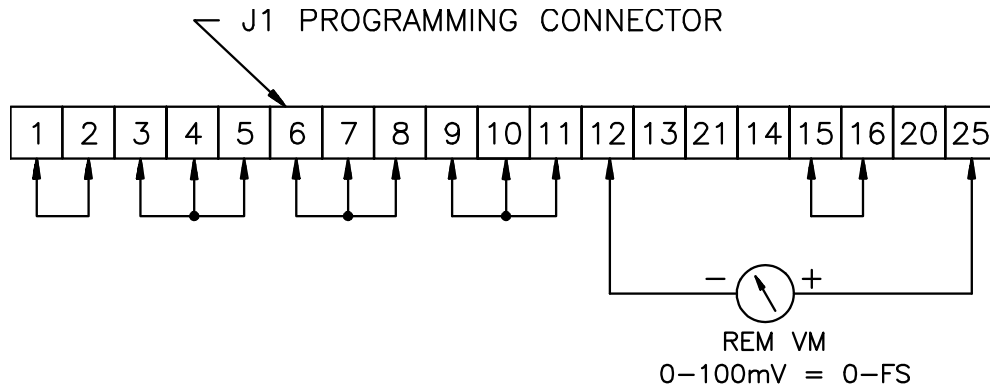 J1 PROGRAMMING CONNECTOR
1 2 3 4 5 6 7 8 9 10 11 12 13 21 14 15 16 20 25
− +
REM VM
0−100mV = 0−FS